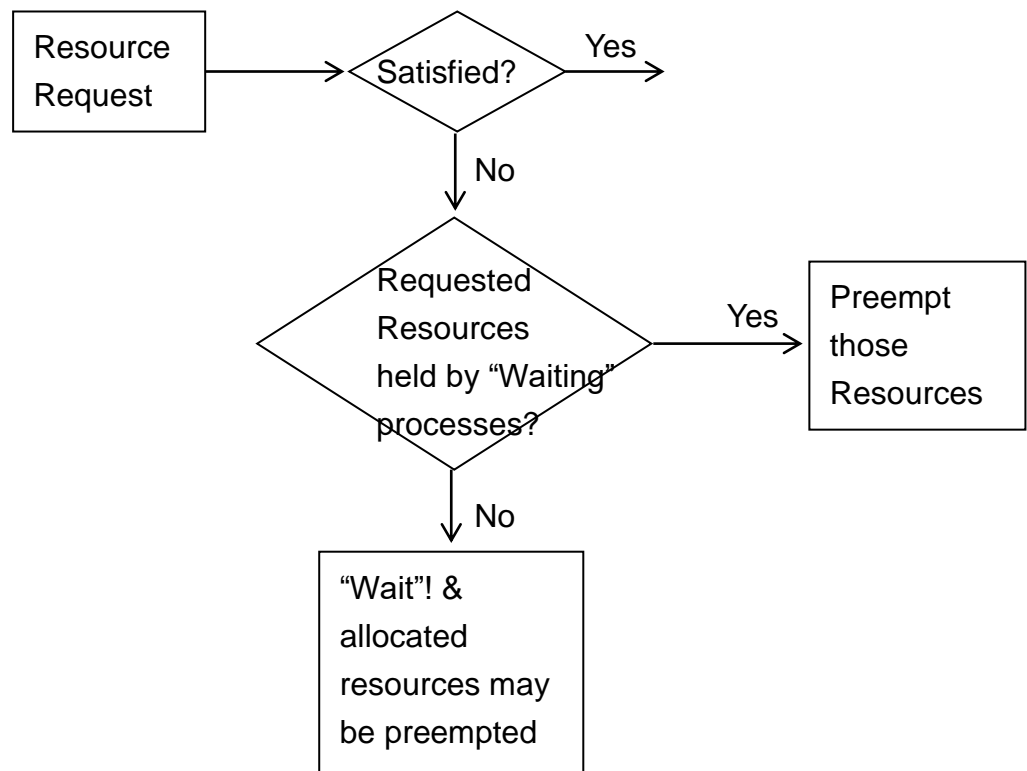 Resource
Request
Satisfied?
Yes
No
Requested
Resources
held by “Waiting”
processes?
Yes
Preempt
those
Resources
No
“Wait”! &
allocated
resources may
be preempted